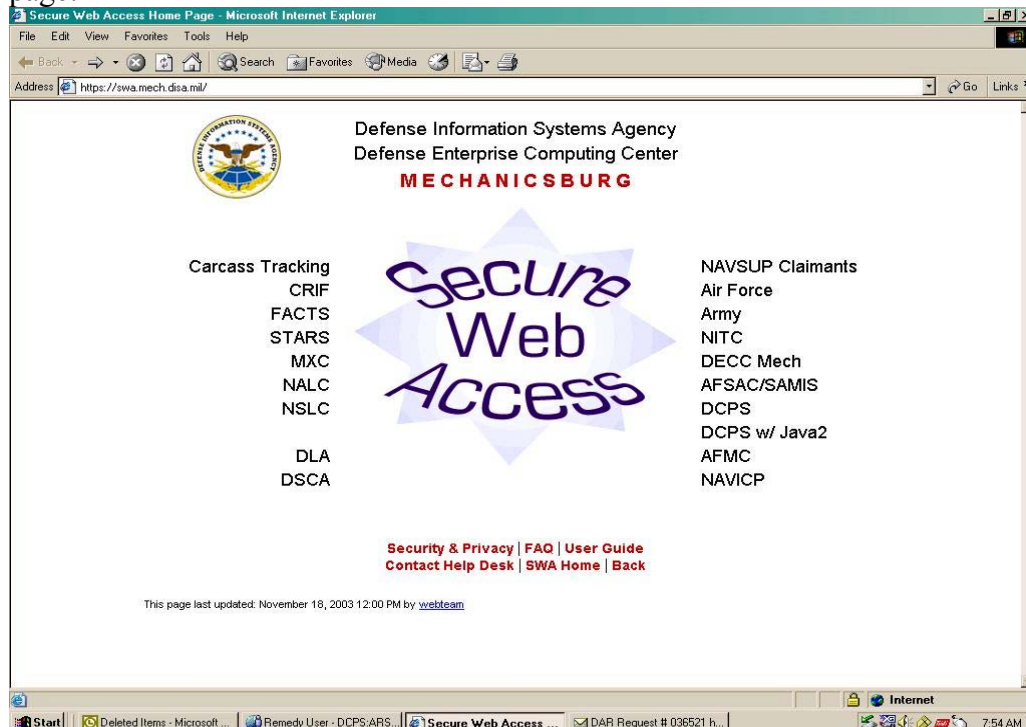 page.
Secure Web Access Home Page - Microsoft Internet Explorer
File Edit View Favorites Tools Help
Back Search Favorites Media
Address https://swa.mech.disa.mil/ Go Links
DEFENSE INFORMATION SYSTEMS AGENCY
Defense Information Systems Agency
Defense Enterprise Computing Center
MECHANICSBURG
Carcass Tracking
CRIF
FACTS
STARS
MXC
NALC
NSLC
DLA
DSCA
Secure
Web
Access
NAVSUP Claimants
Air Force
Army
NITC
DECC Mech
AFSAC/SAMIS
DCPS
DCPS w/ Java2
AFMC
NAVICP
Security & Privacy | FAQ | User Guide
Contact Help Desk | SWA Home | Back
This page last updated: November 18, 2003 12:00 PM by webteam
Internet
Start Deleted Items - Microsoft ... Remedy User - DCPS:ARS... Secure Web Access ... DAR Request # 036521 h... 7:54 AM